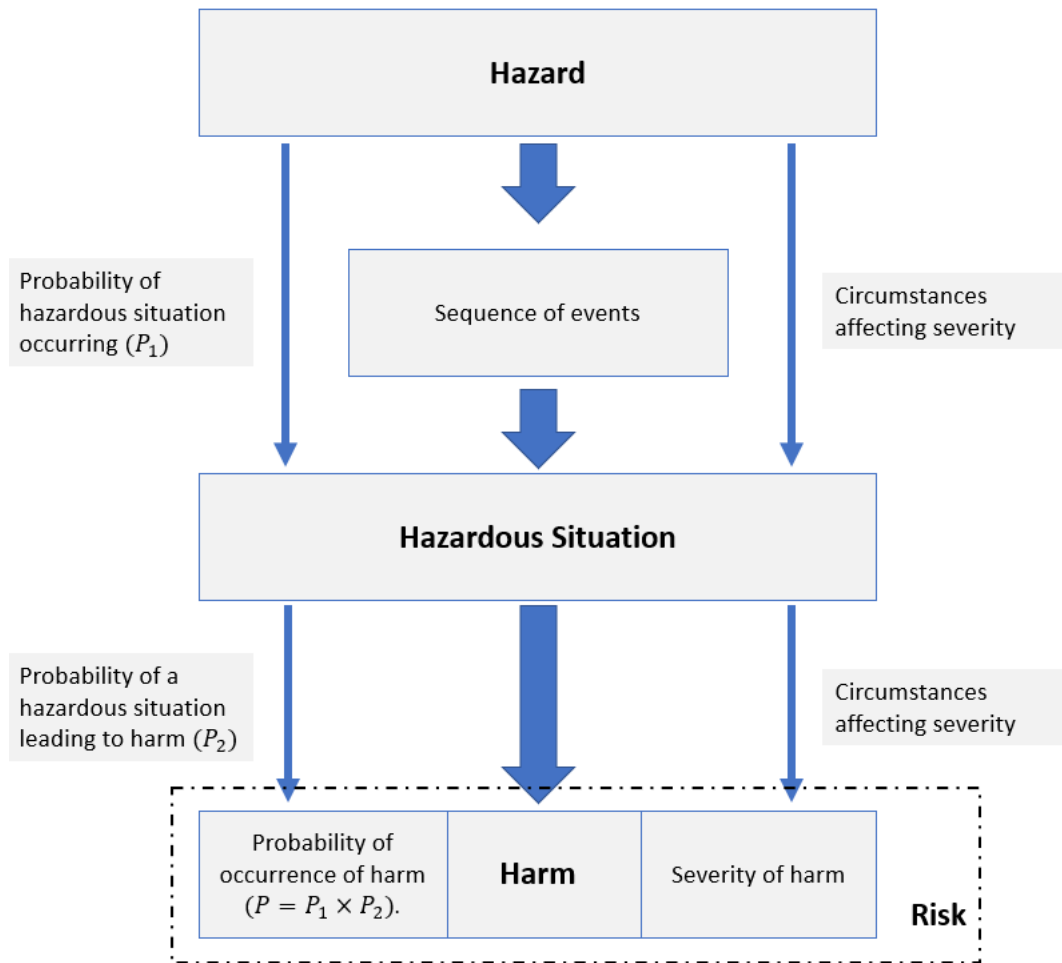 Hazard
Probability of
hazardous situation
occurring (P₁)
Sequence of events
Circumstances
affecting severity
Hazardous Situation
Probability of a
hazardous situation
leading to harm (P₂)
Circumstances
affecting severity
Probability of
occurrence of harm
(P = P₁ × P₂).
Harm
Severity of harm
Risk